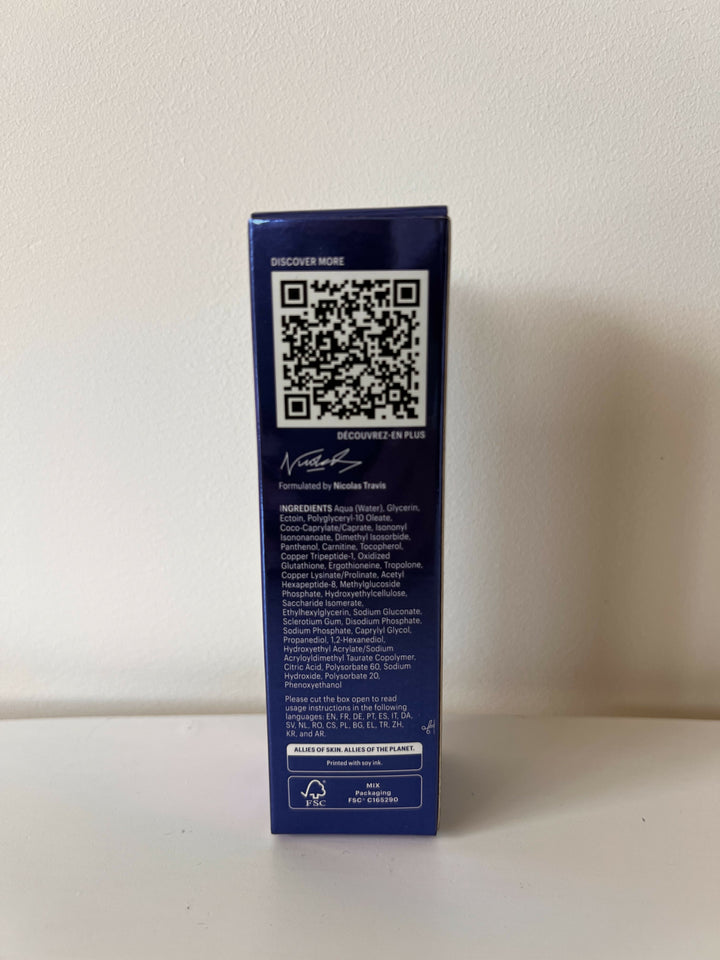 DISCOVER MORE
DÉCOUVREZ-EN PLUS
Formulated by Nicolas Travis
INGREDIENTS Aqua (Water), Glycerin,
Ectoin, Polyglyceryl-10 Oleate,
Coco-Caprylate/Caprate, Isononyl
Isononanoate, Dimethyl Isosorbide,
Panthenol, Carnitine, Tocopherol,
Copper Tripeptide-1, Oxidized
Glutathione, Ergothioneine, Tropolone,
Copper Lysinate/Prolinate, Acetyl
Hexapeptide-8, Methylglucoside
Phosphate, Hydroxyethylcellulose,
Saccharide Isomerate,
Ethylhexylglycerin, Sodium Gluconate,
Sclerotium Gum, Disodium Phosphate,
Sodium Phosphate, Caprylyl Glycol,
Propanediol, 1,2-Hexanediol,
Hydroxyethyl Acrylate/Sodium
Acryloyldimethyl Taurate Copolymer,
Citric Acid, Polysorbate 60, Sodium
Hydroxide, Polysorbate 20,
Phenoxyethanol
Please cut the box open to read
usage instructions in the following
languages: EN, FR, DE, PT, ES, IT, DA,
SV, NL, RO, CS, PL, BG, EL, TR, ZH,
KR, and AR.
ALLIES OF SKIN. ALLIES OF THE PLANET.
Printed with soy ink.
FSC
MIX
Packaging
FSC® C165290